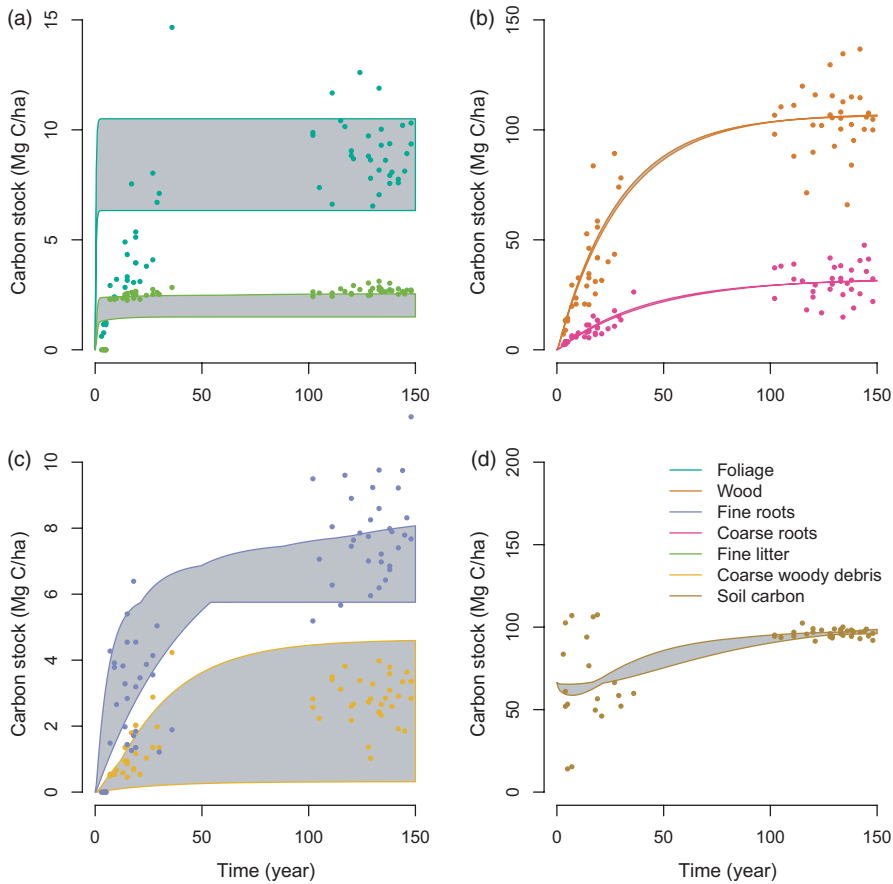 (a)
Carbon stock (Mg C/ha)
15
10
5
0
0 50 100 150
(b)
Carbon stock (Mg C/ha)
150
100
50
0
0 50 100 150
(c)
Carbon stock (Mg C/ha)
10
8
6
4
2
0
0 50 100 150
Time (year)
(d)
Carbon stock (Mg C/ha)
200
150
100
50
0
Foliage
Wood
Fine roots
Coarse roots
Fine litter
Coarse woody debris
Soil carbon
0 50 100 150
Time (year)